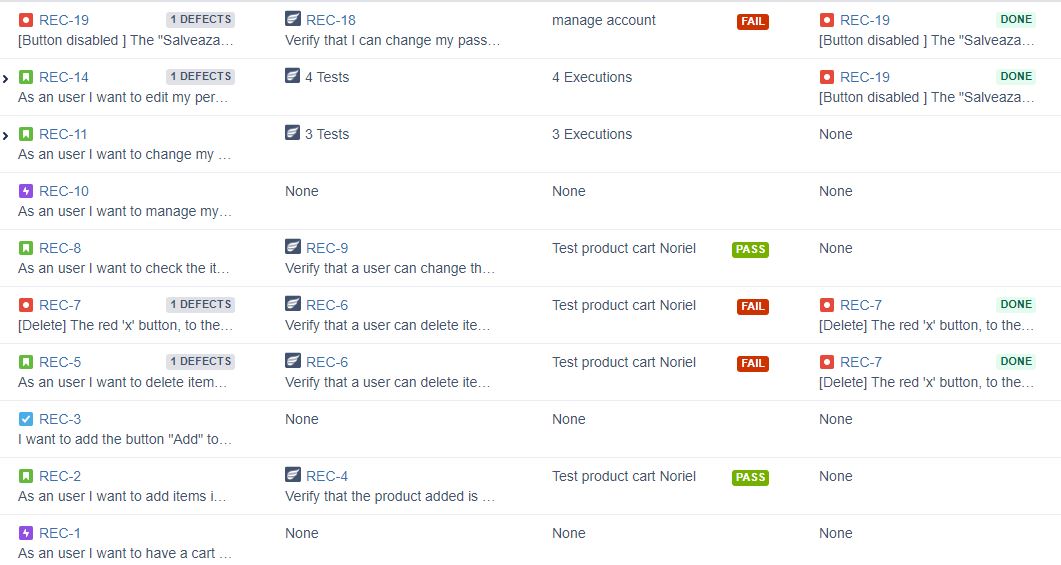 REC-19 1 DEFECTS REC-18 manage account FAIL REC-19 DONE
[Button disabled ] The "Salveaza… Verify that I can change my pass… [Button disabled ] The "Salveaza…
REC-14 1 DEFECTS 4 Tests 4 Executions REC-19 DONE
As an user I want to edit my per… [Button disabled ] The "Salveaza…
REC-11 3 Tests 3 Executions None
As an user I want to change my …
REC-10 None None None
As an user I want to manage my…
REC-8 REC-9 Test product cart Noriel PASS None
As an user I want to check the it… Verify that a user can change th…
REC-7 1 DEFECTS REC-6 Test product cart Noriel FAIL REC-7 DONE
[Delete] The red 'x' button, to the… Verify that a user can delete ite… [Delete] The red 'x' button, to the…
REC-5 1 DEFECTS REC-6 Test product cart Noriel FAIL REC-7 DONE
As an user I want to delete item… Verify that a user can delete ite… [Delete] The red 'x' button, to the…
REC-3 None None None
I want to add the button "Add" to…
REC-2 REC-4 Test product cart Noriel PASS None
As an user I want to add items i… Verify that the product added is …
REC-1 None None None
As an user I want to have a cart …